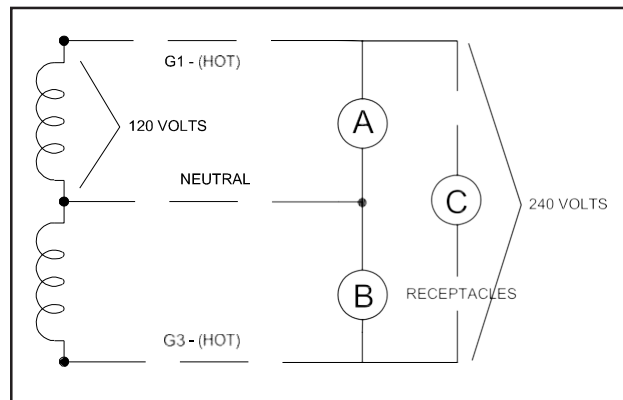 G1 - (HOT)
A
120 VOLTS
NEUTRAL
C
240 VOLTS
B
RECEPTACLES
G3 - (HOT)